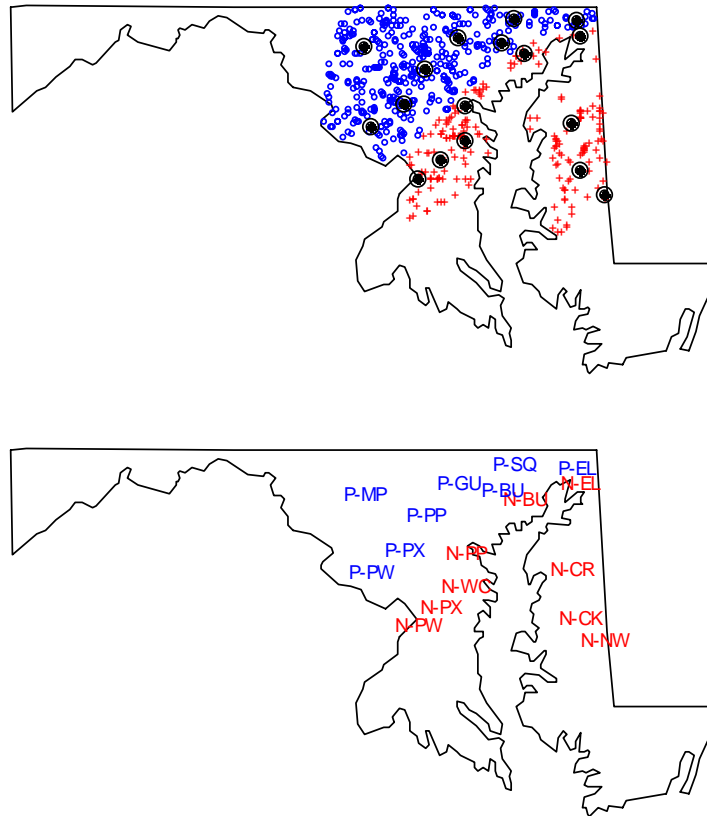 P-SQ
P-EL
P-GU
P-BU
N-EL
P-MP
N-BU
P-PP
P-PX
N-PP
P-PW
N-CR
N-WC
N-PX
N-CK
N-PW
N-NW